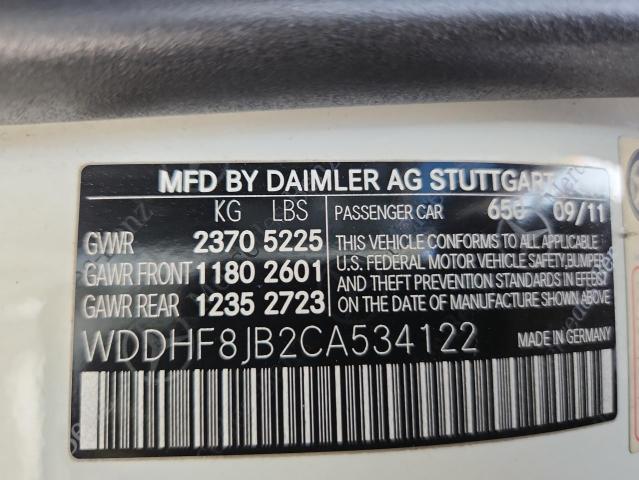 MFD BY DAIMLER AG STUTTGART
KG LBS
GVWR 2370 5225
GAWR FRONT 1180 2601
GAWR REAR 1235 2723
PASSENGER CAR 650 09/11
THIS VEHICLE CONFORMS TO ALL APPLICABLE
U.S. FEDERAL MOTOR VEHICLE SAFETY, BUMPER
AND THEFT PREVENTION STANDARDS IN EFFECT
ON THE DATE OF MANUFACTURE SHOWN ABOVE.
WDDHF8JB2CA534122
MADE IN GERMANY